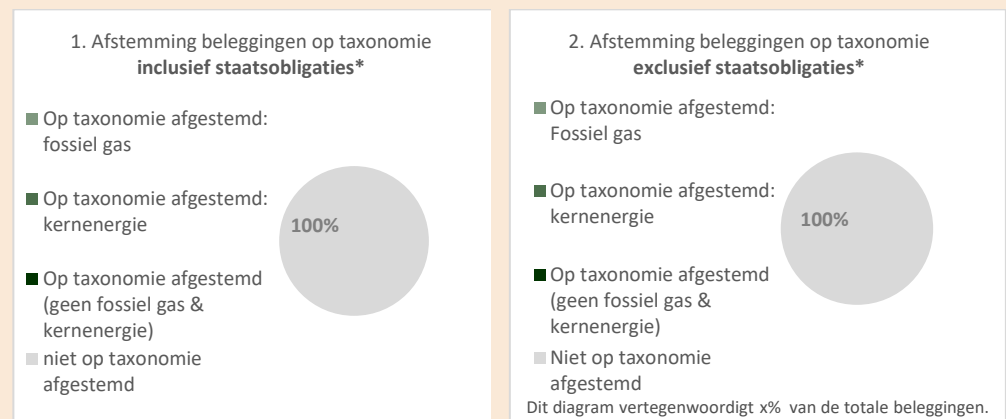 1. Afstemming beleggingen op taxonomie
inclusief staatsobligaties*
Op taxonomie afgestemd:
fossiel gas
Op taxonomie afgestemd:
kernenergie
Op taxonomie afgestemd
(geen fossiel gas &
kernenergie)
niet op taxonomie
afgestemd
100%
2. Afstemming beleggingen op taxonomie
exclusief staatsobligaties*
Op taxonomie afgestemd:
Fossiel gas
Op taxonomie afgestemd:
kernenergie
Op taxonomie afgestemd
(geen fossiel gas &
kernenergie)
Niet op taxonomie
afgestemd
100%
Dit diagram vertegenwoordigt x% van de totale beleggingen.